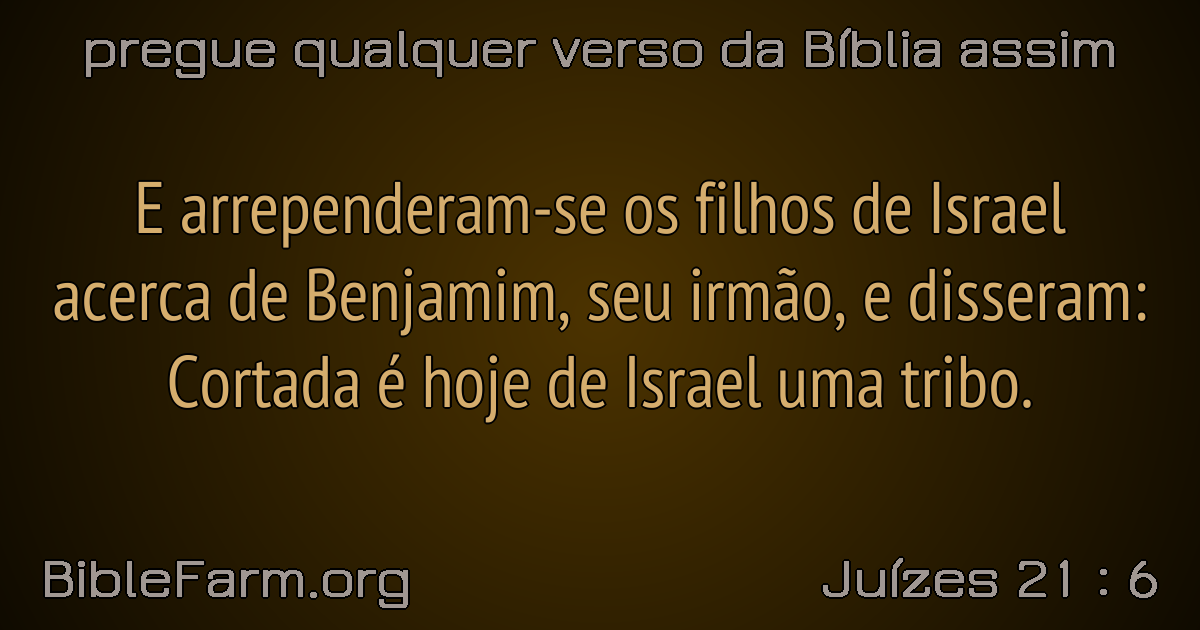 pregue qualquer verso da Bíblia assim
E arrependeram-se os filhos de Israel
acerca de Benjamim, seu irmão, e disseram:
Cortada é hoje de Israel uma tribo.
BibleFarm.org
Juízes 21 : 6